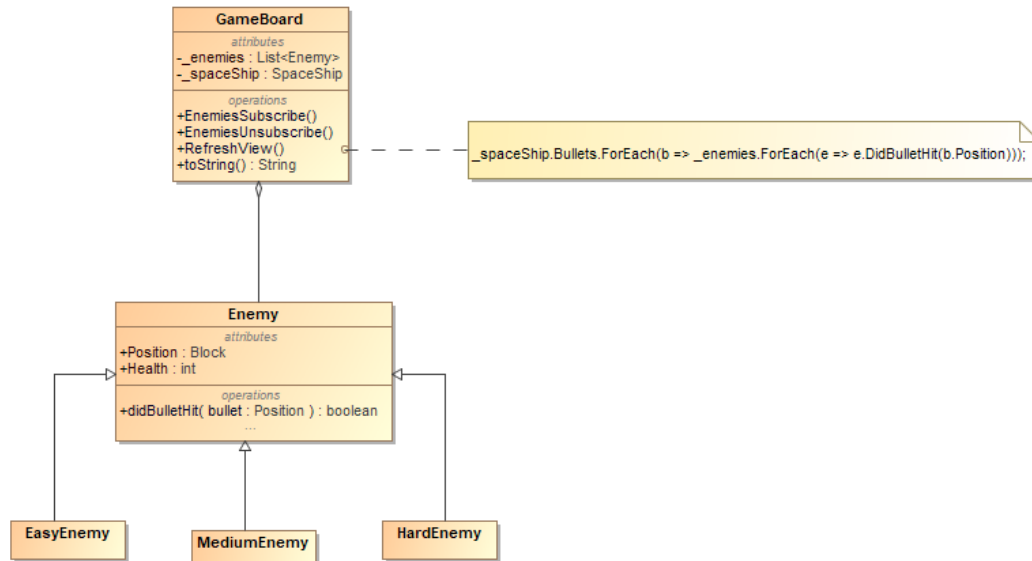 GameBoard
attributes
-_enemies : List<Enemy>
-_spaceShip : SpaceShip
operations
+EnemiesSubscribe()
+EnemiesUnsubscribe()
+RefreshView()
+toString() : String
_spaceShip.Bullets.ForEach(b => _enemies.ForEach(e => e.DidBulletHit(b.Position)));
Enemy
attributes
+Position : Block
+Health : int
operations
+didBulletHit( bullet : Position ) : boolean
...
EasyEnemy
MediumEnemy
HardEnemy